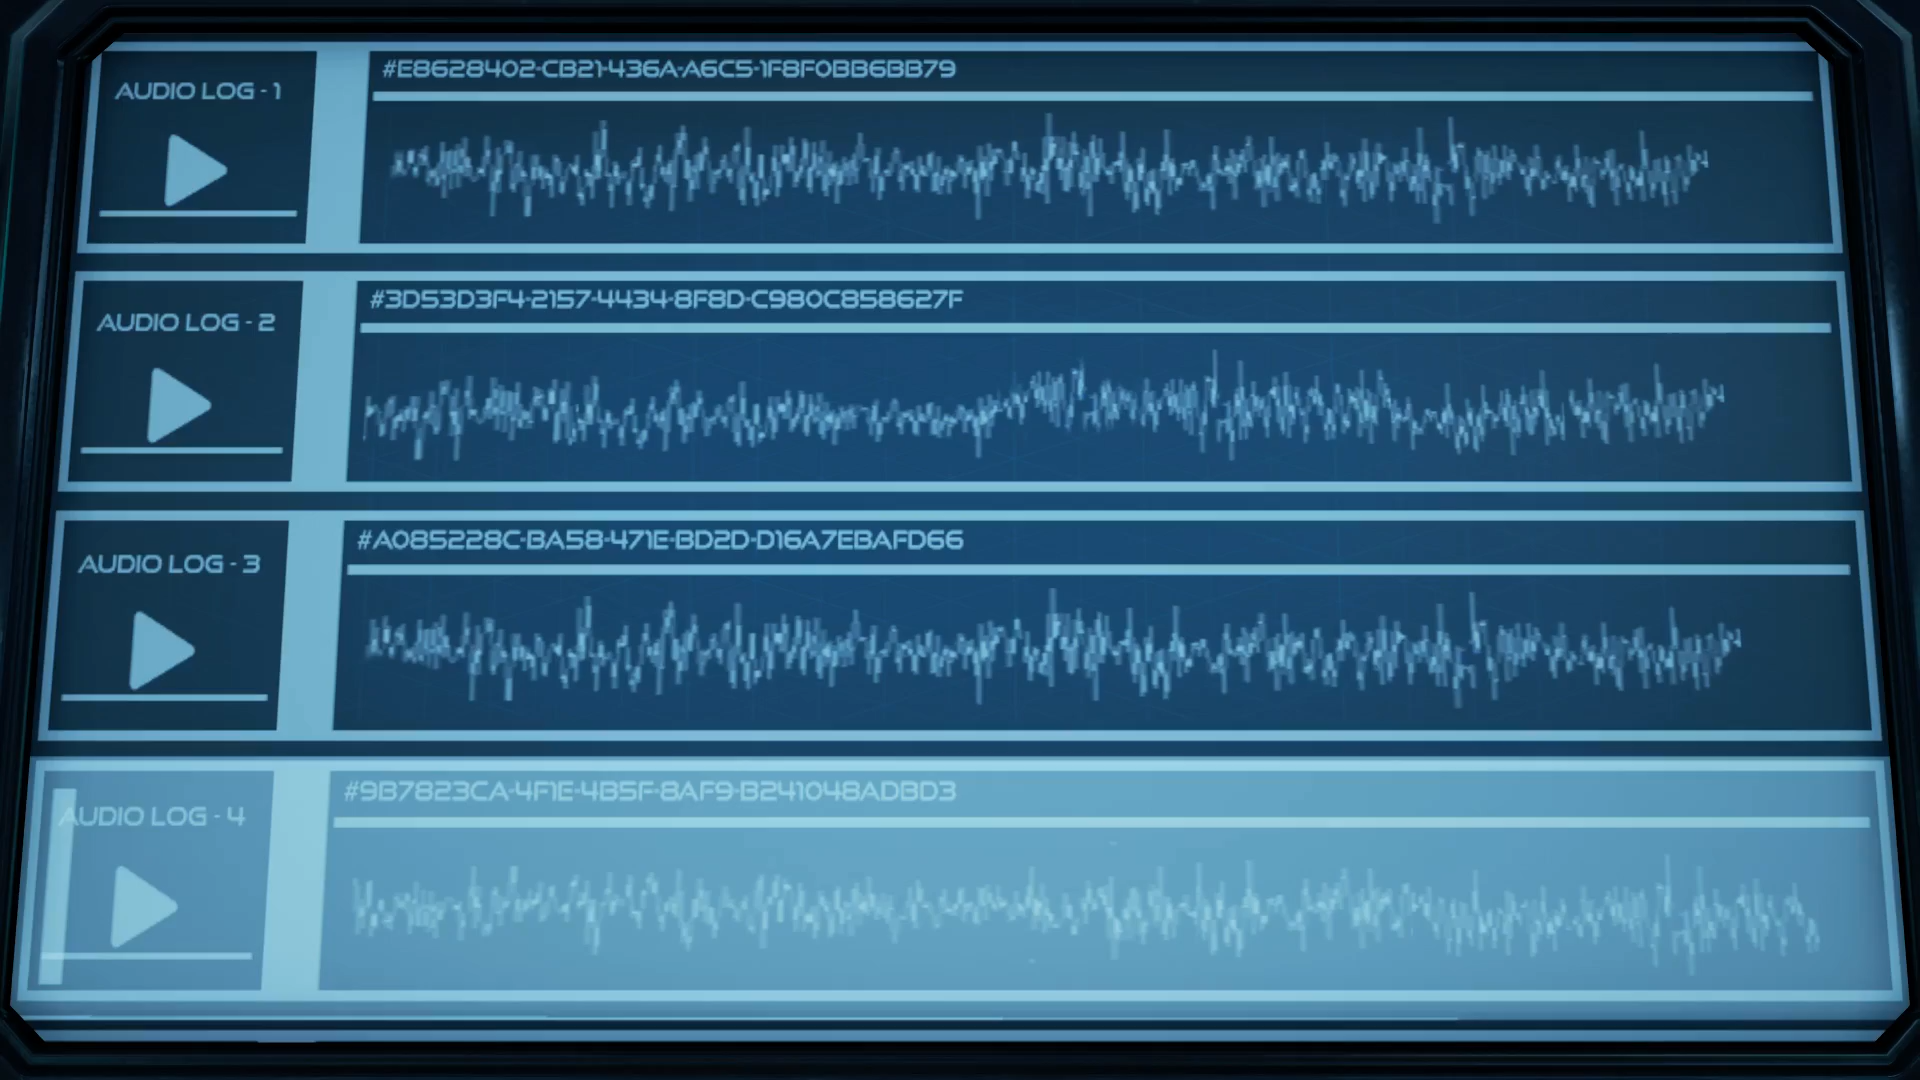 AUDIO LOG - 1
#E8628402-CB21-436A-A6C5-1F8F0BB6BB79
AUDIO LOG - 2
#3D53D3F4-2157-4434-8F8D-C980C858627F
AUDIO LOG - 3
#A085228C-BA58-471E-BD2D-D16A7EBAFD66
AUDIO LOG - 4
#9B7823CA-4F1E-4B5F-8AF9-B241048ADBD3